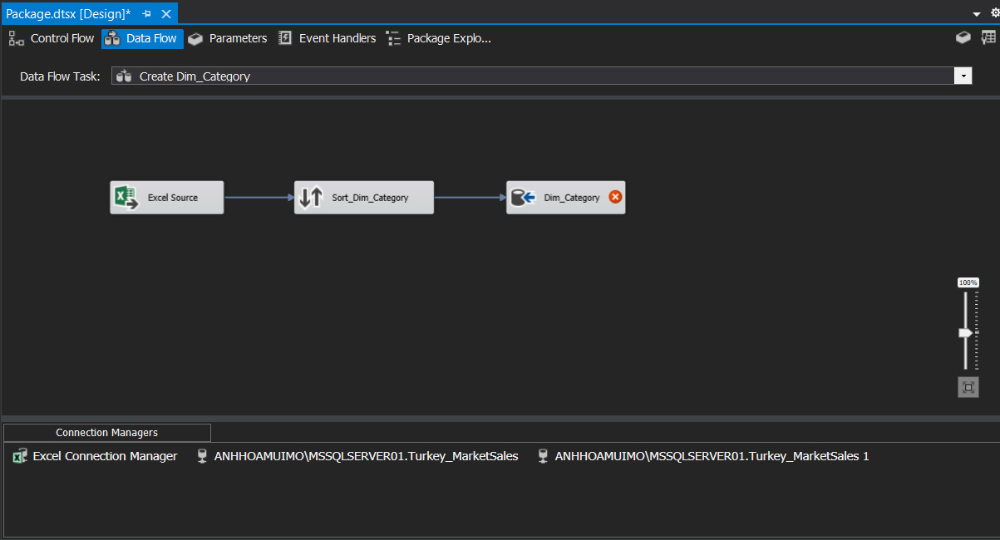 Package.dtsx [Design]*
Control Flow Data Flow Parameters Event Handlers Package Explo...
Data Flow Task: Create Dim_Category
Excel Source Sort_Dim_Category Dim_Category
100%
Connection Managers
Excel Connection Manager ANHHOAMUIMO\MSSQLSERVER01.Turkey_MarketSales ANHHOAMUIMO\MSSQLSERVER01.Turkey_MarketSales 1